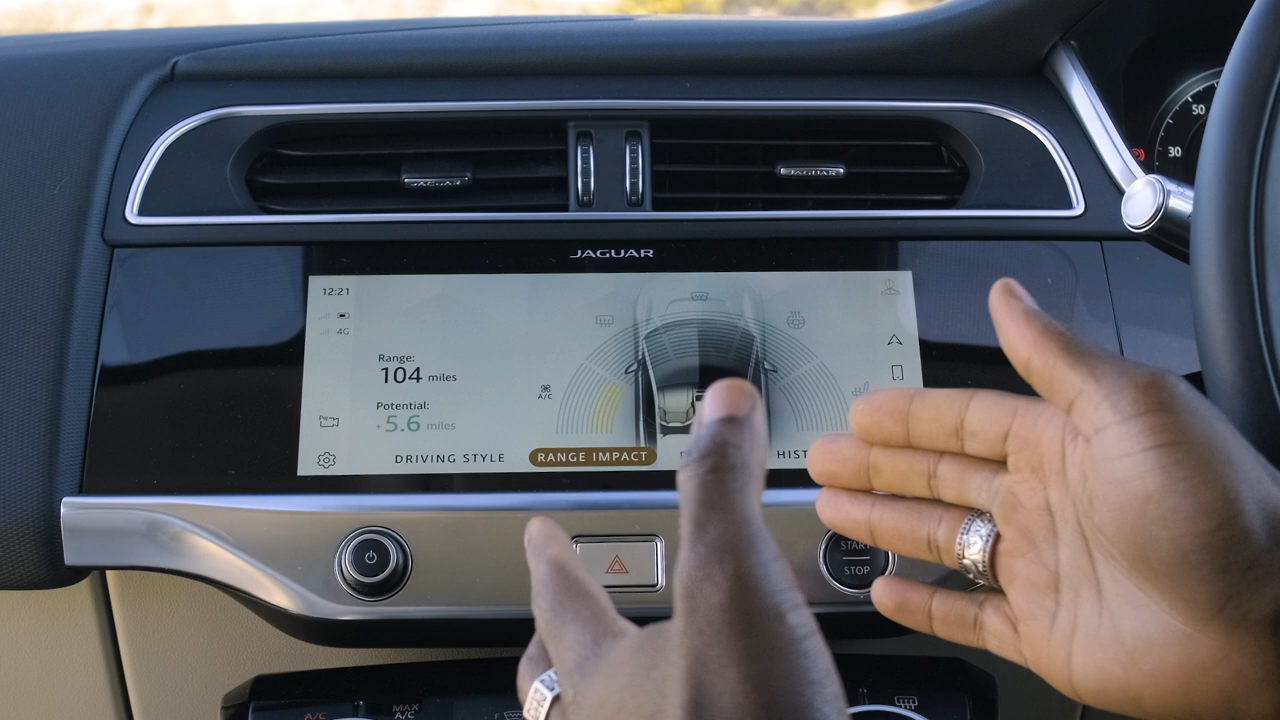 50
30
JAGUAR
JAGUAR
JAGUAR
12:21
4G
Range:
104 miles
Potential:
+5.6 miles
A/C
DRIVING STYLE
RANGE IMPACT
START
STOP
A/C
MAX
A/C
F